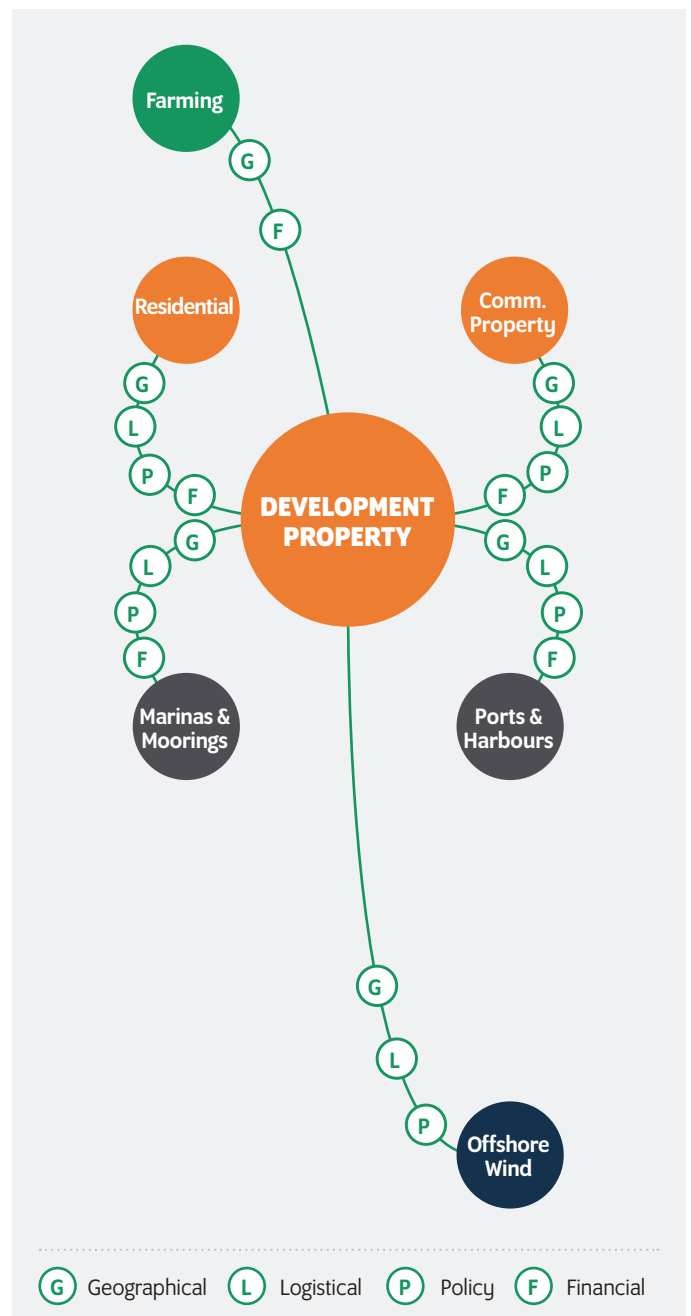 Farming
G
F
Residential
G
L
P
F
Comm.
Property
G
L
P
F
DEVELOPMENT
PROPERTY
G
L
P
F
Marinas &
Moorings
G
L
P
F
Ports &
Harbours
G
L
P
Offshore
Wind
G Geographical L Logistical P Policy F Financial